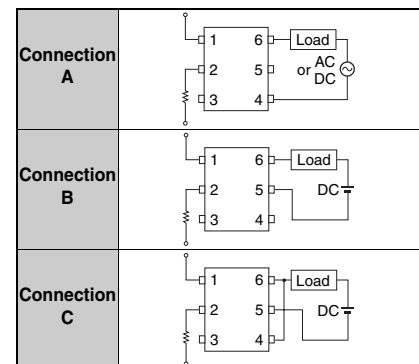 Connection
A
1 6 Load
2 5 or AC
DC
3 4
Connection
B
1 6 Load
2 5 DC
3 4
Connection
C
1 6 Load
2 5 DC
3 4